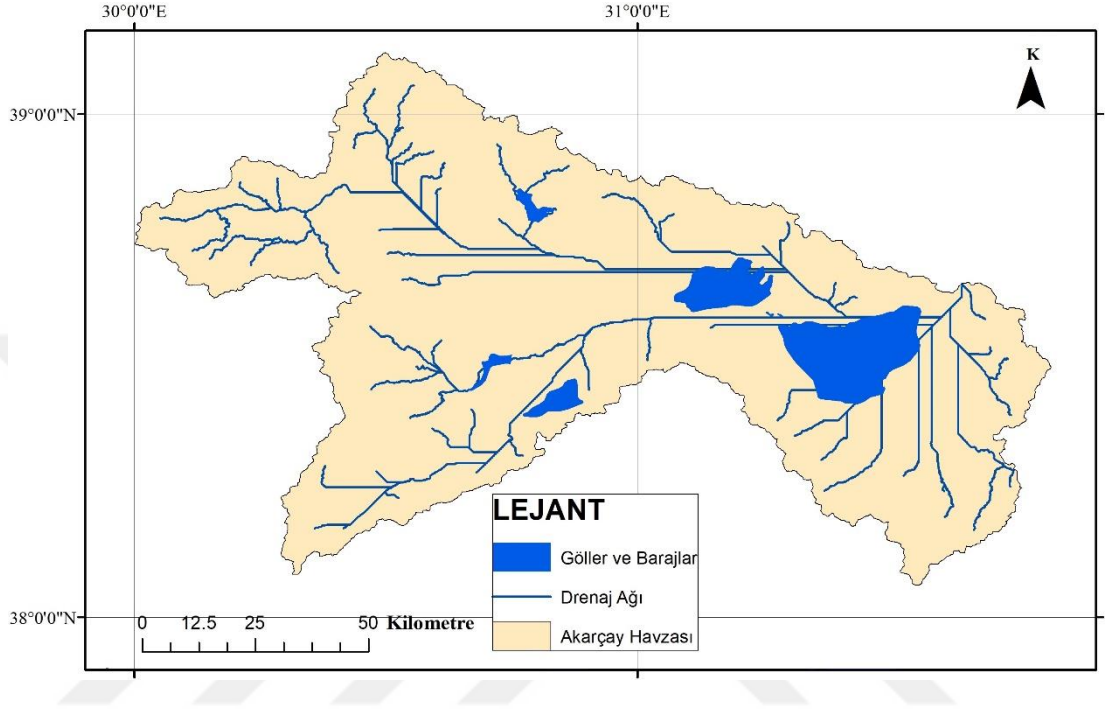 30°0'0"E
31°0'0"E
K
39°0'0"N
LEJANT
Göller ve Barajlar
Drenaj Ağı
Akarçay Havzası
38°0'0"N
0 12.5 25 50 Kilometre